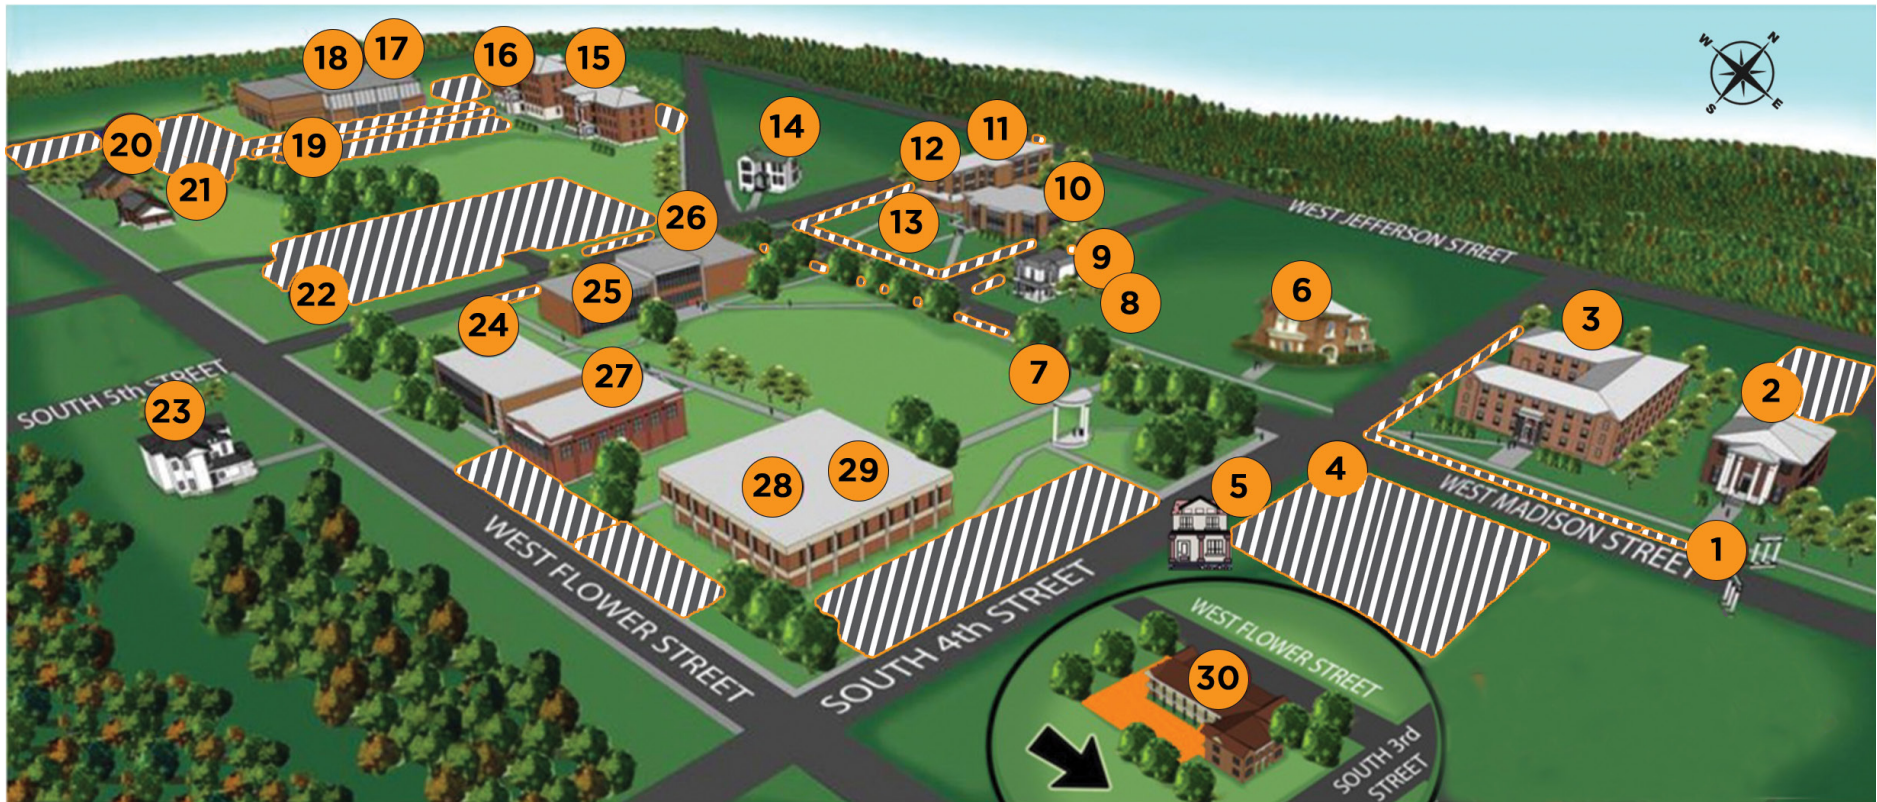 18
17
16
15
W
N
S
E
14
11
12
20
19
21
10
13
26
WEST JEFFERSON STREET
9
8
6
22
25
3
24
7
27
2
SOUTH 5th STREET
23
28
29
5
4
WEST MADISON STREET
1
WEST FLOWER STREET
SOUTH 4th STREET
WEST FLOWER STREET
30
SOUTH 3rd
STREET